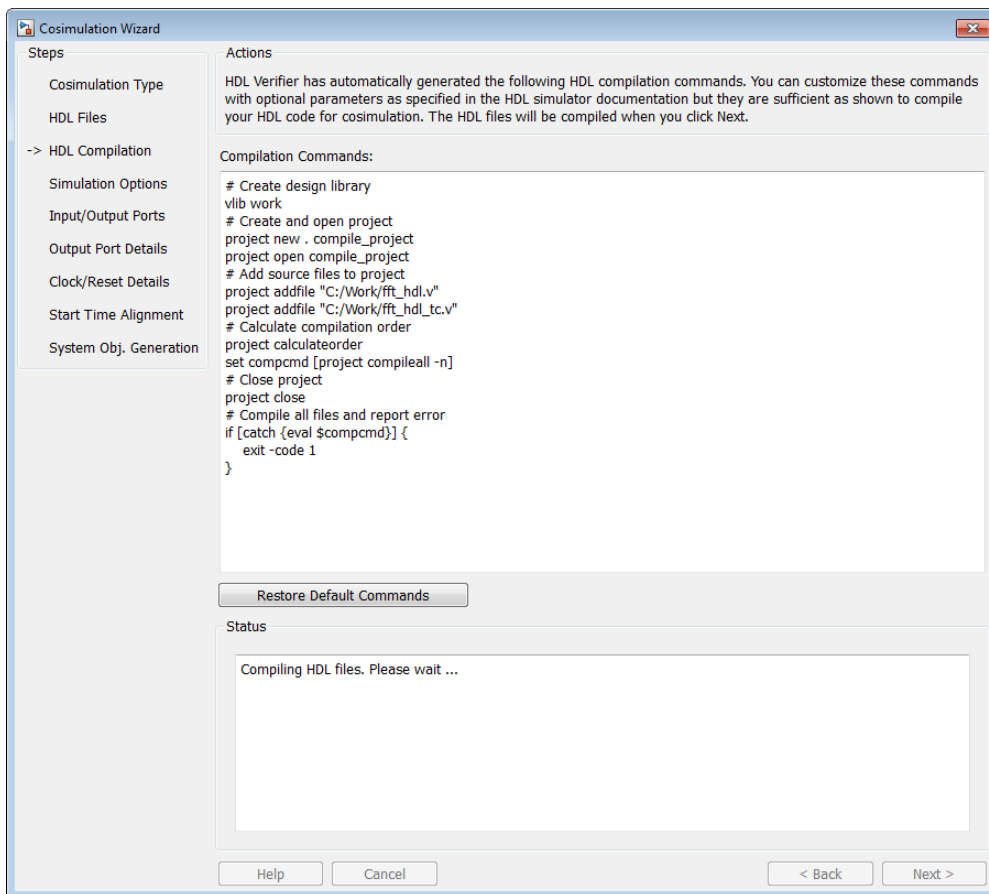 Cosimulation Wizard
Steps
Cosimulation Type
HDL Files
-> HDL Compilation
Simulation Options
Input/Output Ports
Output Port Details
Clock/Reset Details
Start Time Alignment
System Obj. Generation
Actions
HDL Verifier has automatically generated the following HDL compilation commands. You can customize these commands
with optional parameters as specified in the HDL simulator documentation but they are sufficient as shown to compile
your HDL code for cosimulation. The HDL files will be compiled when you click Next.
Compilation Commands:
# Create design library
vlib work
# Create and open project
project new . compile_project
project open compile_project
# Add source files to project
project addfile "C:/Work/fft_hdl.v"
project addfile "C:/Work/fft_hdl_tc.v"
# Calculate compilation order
project calculateorder
set compcmd [project compileall -n]
# Close project
project close
# Compile all files and report error
if [catch {eval $compcmd}] {
    exit -code 1
}
Restore Default Commands
Status
Compiling HDL files. Please wait ...
Help
Cancel
< Back
Next >